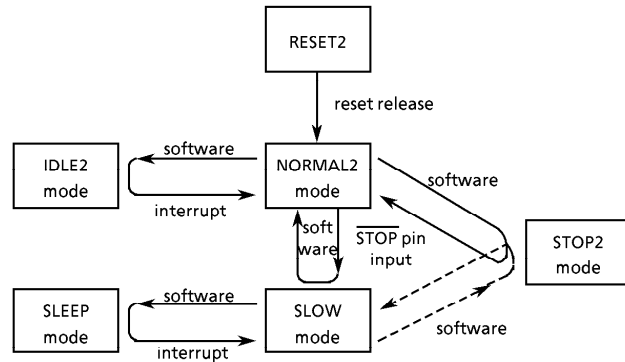 RESET2
reset release
IDLE2
mode
software
interrupt
NORMAL2
mode
software
soft
ware
STOP pin
input
STOP2
mode
SLEEP
mode
software
interrupt
SLOW
mode
software